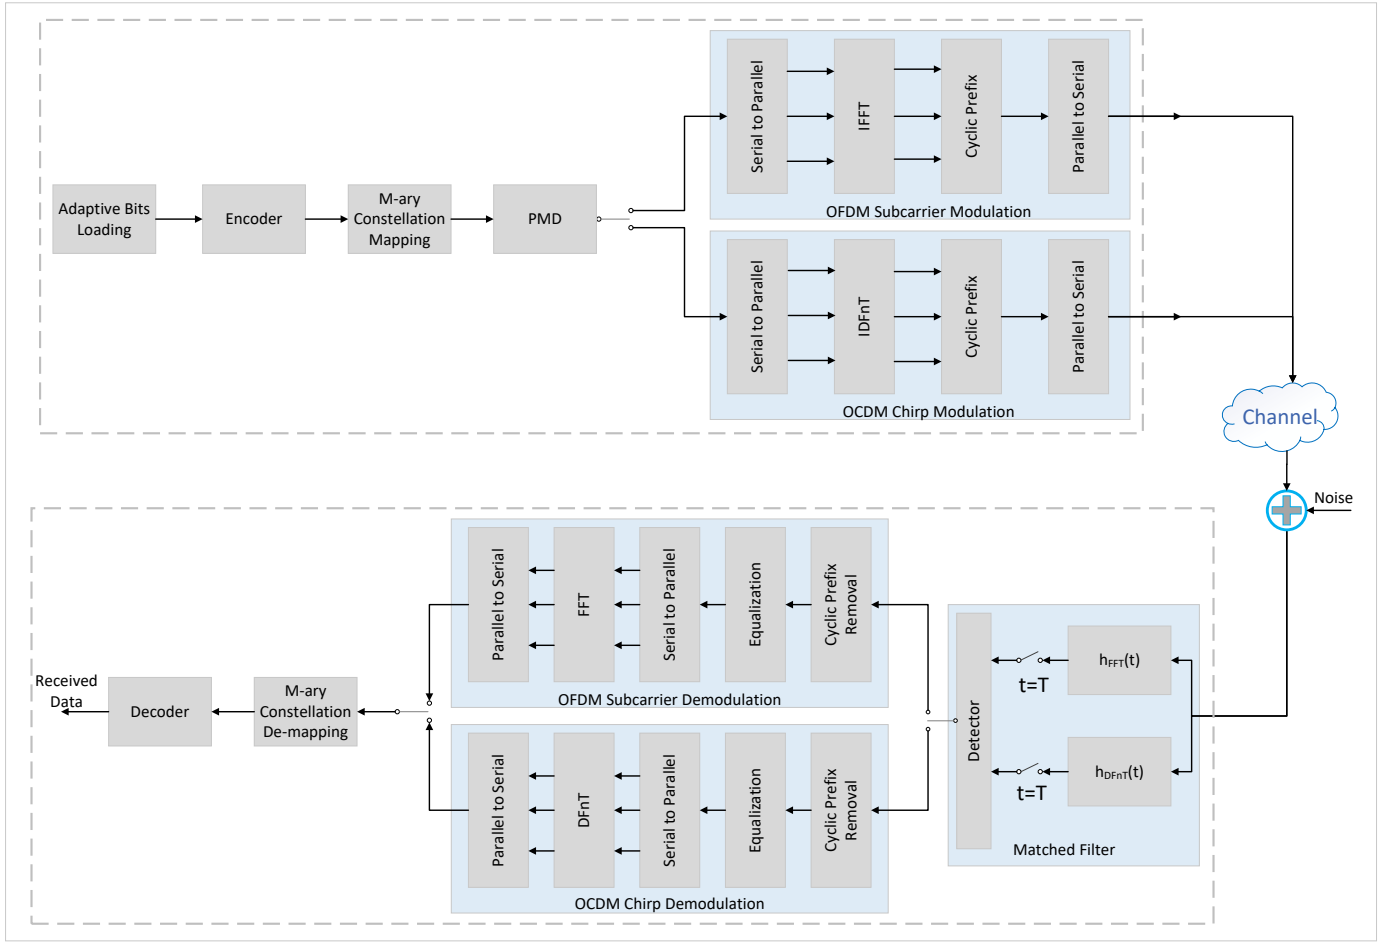 Serial to Parallel
IFFT
Cyclic Prefix
Parallel to Serial
OFDM Subcarrier Modulation
Adaptive Bits
Loading
Encoder
M-ary
Constellation
Mapping
PMD
Serial to Parallel
IDFnT
Cyclic Prefix
Parallel to Serial
OCDM Chirp Modulation
Channel
Noise
Parallel to Serial
FFT
Serial to Parallel
Equalization
Cyclic Prefix
Removal
OFDM Subcarrier Demodulation
Received
Data
Decoder
M-ary
Constellation
De-mapping
Parallel to Serial
DFnT
Serial to Parallel
Equalization
Cyclic Prefix
Removal
OCDM Chirp Demodulation
Detector
t=T
hFFT(t)
t=T
hDFnT(t)
Matched Filter